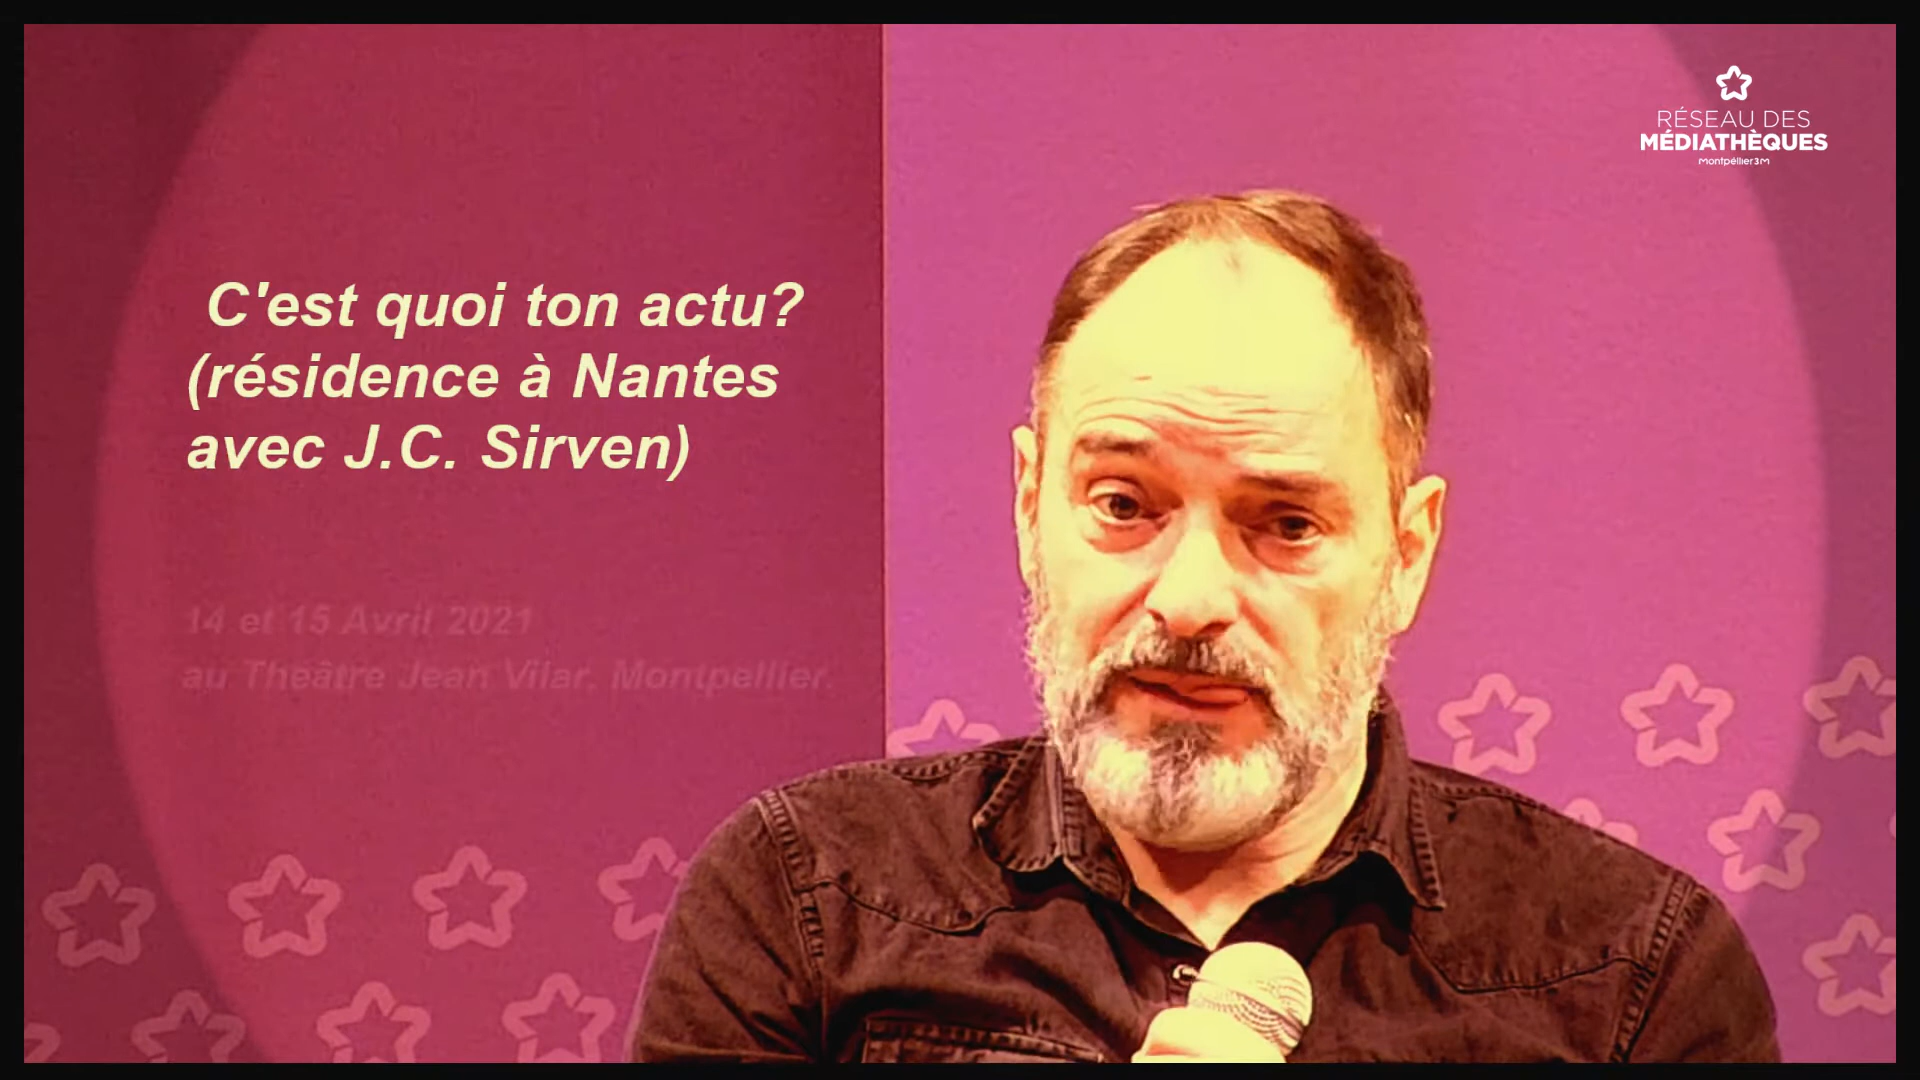 RÉSEAU DES
MÉDIATHÈQUES
montpellier3m
C'est quoi ton actu?
(résidence à Nantes
avec J.C. Sirven)
14 et 15 Avril 2021
au Theâtre Jean Vilar, Montpellier.